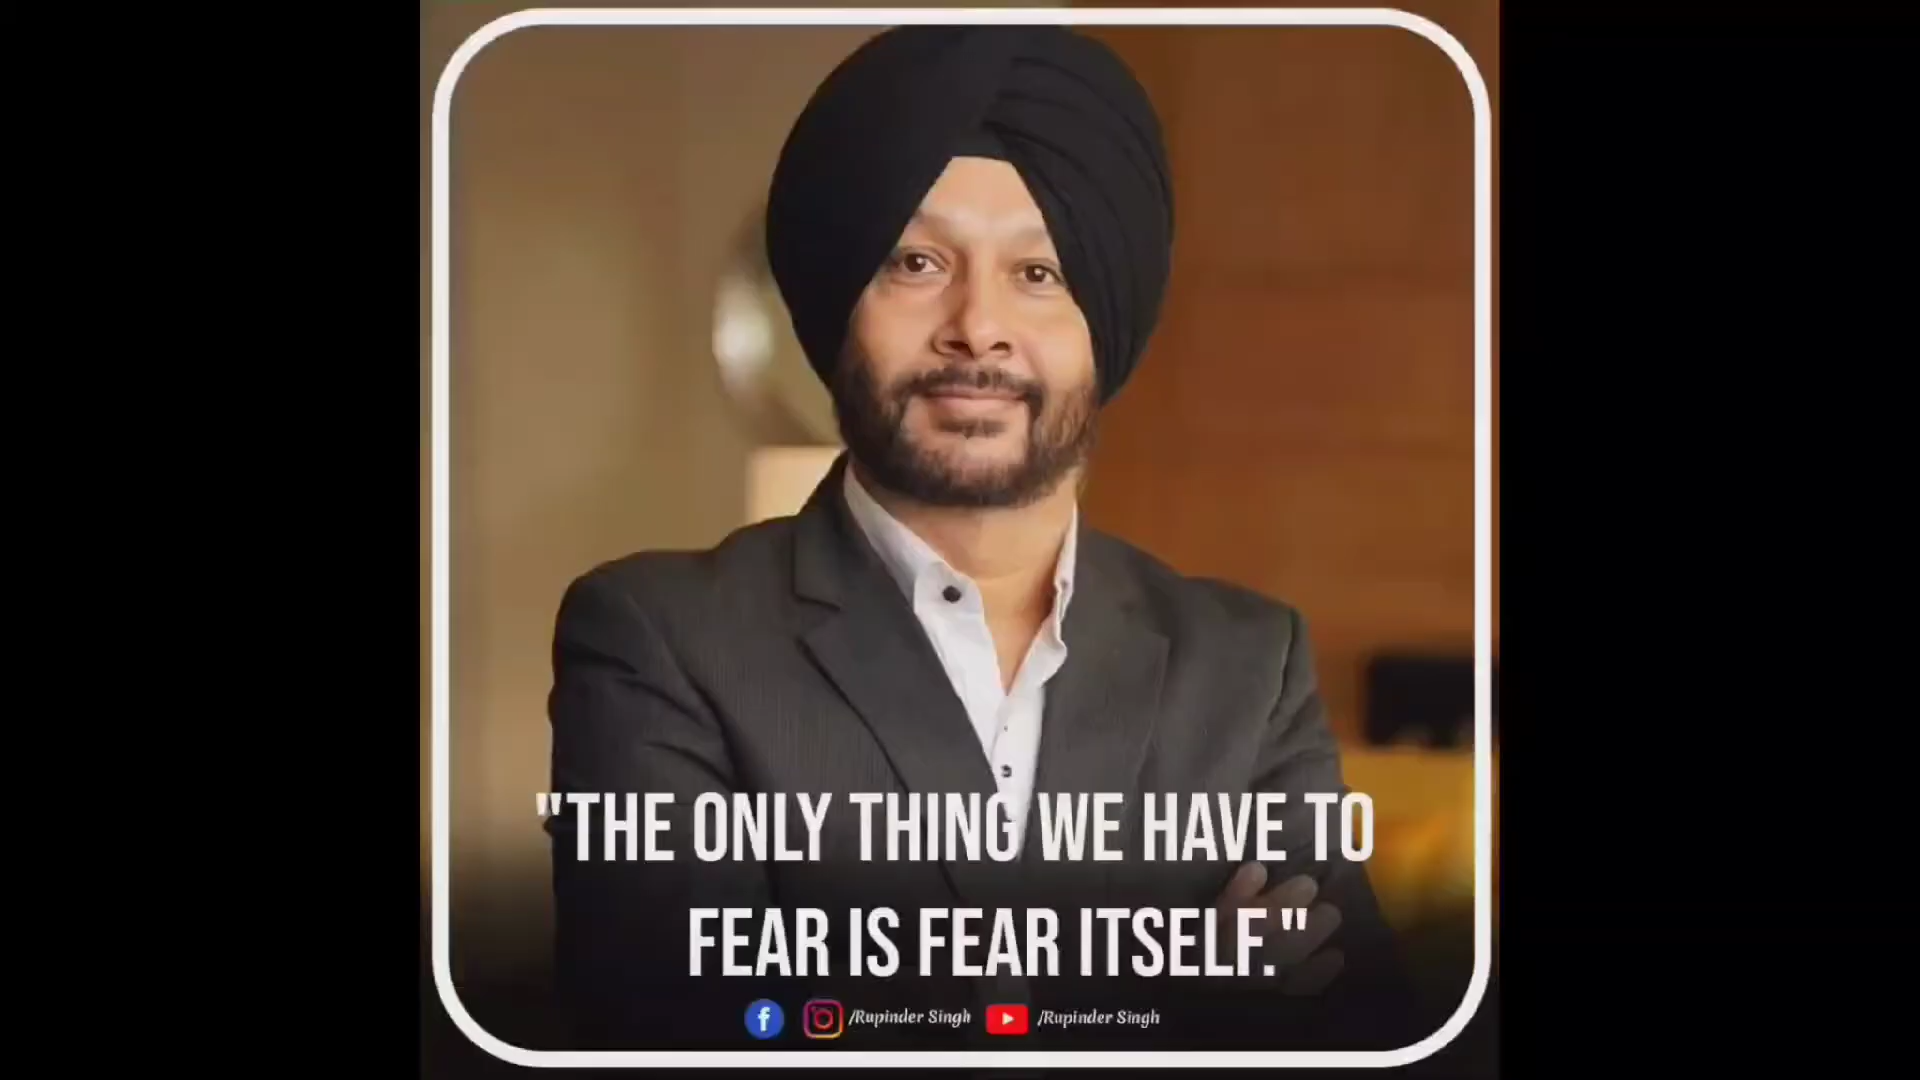 "THE ONLY THING WE HAVE TO
FEAR IS FEAR ITSELF."
/Rupinder Singh /Rupinder Singh